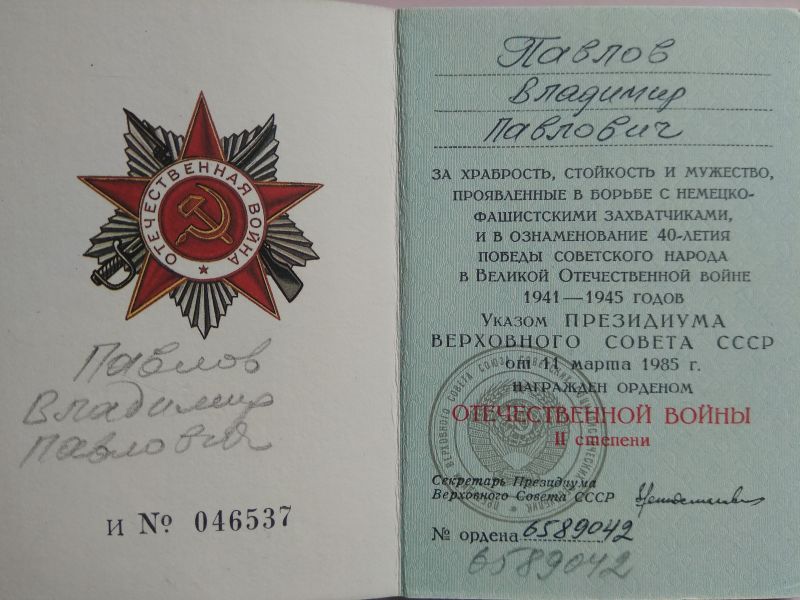 ОТЕЧЕСТВЕННАЯ ВОЙНА
Павлов
Владимир
Павлович
И № 046537
Павлов
Владимир
Павлович
ЗА ХРАБРОСТЬ, СТОЙКОСТЬ И МУЖЕСТВО,
ПРОЯВЛЕННЫЕ В БОРЬБЕ С НЕМЕЦКО-
ФАШИСТСКИМИ ЗАХВАТЧИКАМИ,
И В ОЗНАМЕНОВАНИЕ 40-ЛЕТИЯ
ПОБЕДЫ СОВЕТСКОГО НАРОДА
В ВЕЛИКОЙ ОТЕЧЕСТВЕННОЙ ВОЙНЕ
1941—1945 ГОДОВ
УКАЗОМ ПРЕЗИДИУМА
ВЕРХОВНОГО СОВЕТА СССР
от 11 марта 1985 г.
НАГРАЖДЕН ОРДЕНОМ
ОТЕЧЕСТВЕННОЙ ВОЙНЫ
II степени
Секретарь Президиума
Верховного Совета СССР
№ ордена 6589042
6589042